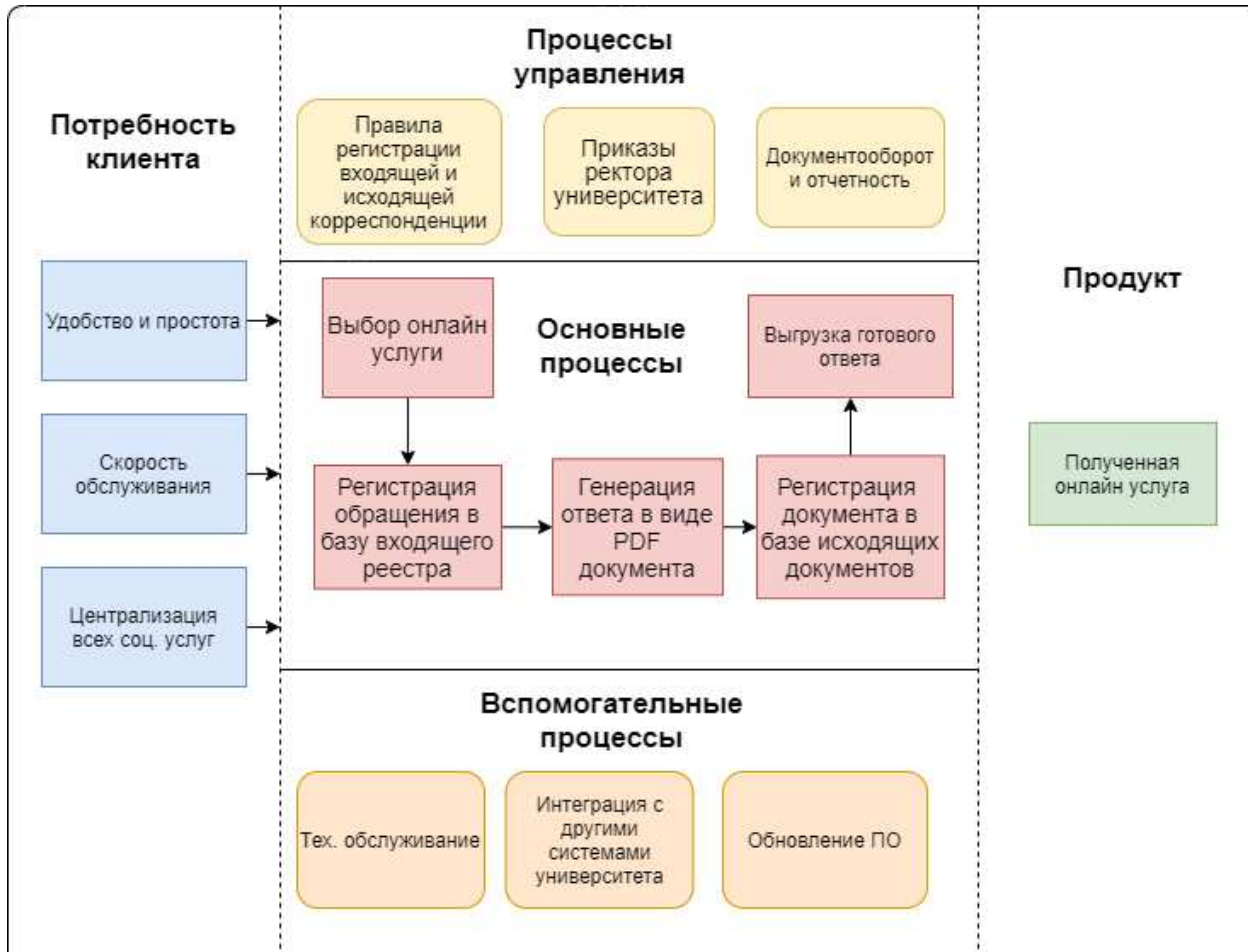 Потребность
клиента
Удобство и простота
Скорость
обслуживания
Централизация
всех соц. услуг
Процессы
управления
Правила
регистрации
входящей и
исходящей
корреспонденции
Приказы
ректора
университета
Документооборот
и отчетность
Основные
процессы
Выбор онлайн
услуги
Регистрация
обращения в
базу входящего
реестра
Генерация
ответа в виде
PDF
документа
Регистрация
документа в
базе исходящих
документов
Выгрузка готового
ответа
Вспомогательные
процессы
Тех. обслуживание
Интеграция с
другими
системами
университета
Обновление ПО
Продукт
Полученная
онлайн услуга